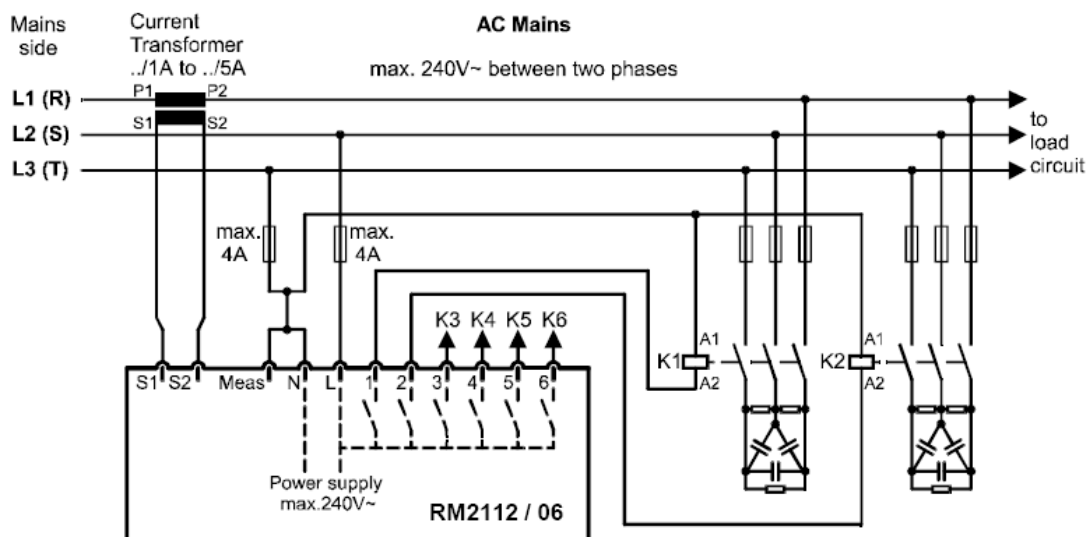 Mains
side
Current
Transformer
../1A to ../5A
AC Mains
max. 240V~ between two phases
P1
P2
L1 (R)
S1
S2
L2 (S)
L3 (T)
to
load
circuit
max.
4A
max.
4A
K3
K4
K5
K6
K1
A1
A2
K2
A1
A2
S1
S2
Meas
N
L
1
2
3
4
5
6
Power supply
max.240V~
RM2112 / 06